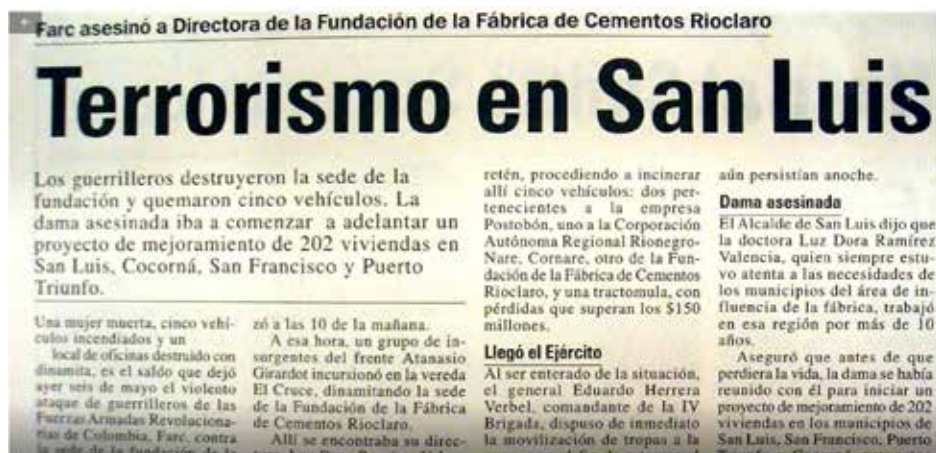 Farc asesinó a Directora de la Fundación de la Fábrica de Cementos Rioclaro
Terrorismo en San Luis
Los guerrilleros destruyeron la sede de la
fundación y quemaron cinco vehículos. La
dama asesinada iba a comenzar a adelantar un
proyecto de mejoramiento de 202 viviendas en
San Luis, Cocorná, San Francisco y Puerto
Triunfo.
Una mujer muerta, cinco vehí-
culos incendiados y un
local de oficinas destruido con
dinamita, es el saldo que dejó
ayer seis de mayo el violento
ataque de guerrilleros de las
Fuerzas Armadas Revoluciona-
rias de Colombia, Farc, contra
la sede de la fundación de la
zó a las 10 de la mañana.
A esa hora, un grupo de in-
surgentes del frente Atanasio
Girardot incursionó en la vereda
El Cruce, dinamitando la sede
de la Fundación de la Fábrica
de Cementos Rioclaro.
Allí se encontraba su direc-
retén, procediendo a incinerar
allí cinco vehículos: dos per-
tenecientes a la empresa
Postobón, uno a la Corporación
Autónoma Regional Rionegro-
Nare, Cornare, otro de la Fun-
dación de la Fábrica de Cementos
Rioclaro, y una tractomula, con
pérdidas que superan los $150
millones.
Llegó el Ejército
Al ser enterado de la situación,
el general Eduardo Herrera
Verbel, comandante de la IV
Brigada, dispuso de inmediato
la movilización de tropas a la
aún persistían anoche.
Dama asesinada
El Alcalde de San Luis dijo que
la doctora Luz Dora Ramírez
Valencia, quien siempre estu-
vo atenta a las necesidades de
los municipios del área de in-
fluencia de la fábrica, trabajó
en esa región por más de 10
años.
Aseguró que antes de que
perdiera la vida, la dama se había
reunido con él para iniciar un
proyecto de mejoramiento de 202
viviendas en los municipios de
San Luis, San Francisco, Puerto